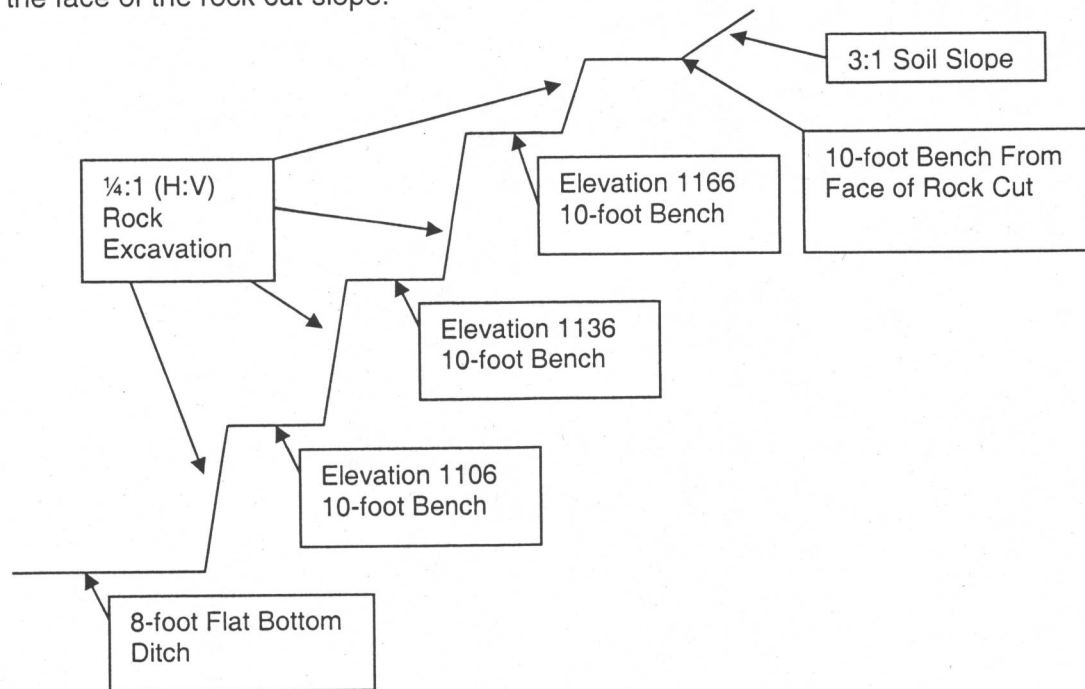 the face of the rock cut slope.
3:1 Soil Slope
10-foot Bench From
Face of Rock Cut
¼:1 (H:V)
Rock
Excavation
Elevation 1166
10-foot Bench
Elevation 1136
10-foot Bench
Elevation 1106
10-foot Bench
8-foot Flat Bottom
Ditch